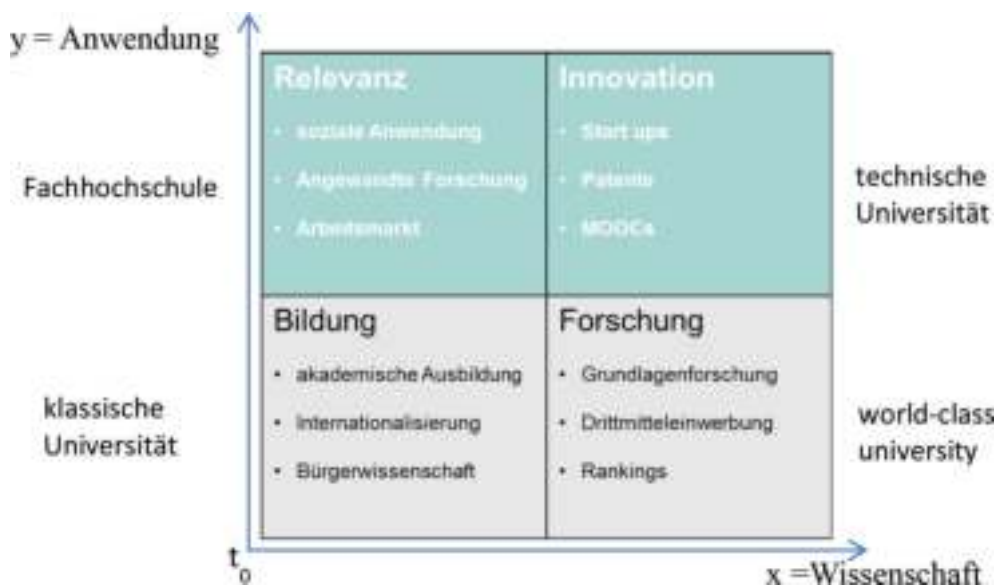 y = Anwendung
Relevanz
• soziale Anwendung
• Angewandte Forschung
• Arbeitsmarkt
Innovation
• Start ups
• Patente
• MOOCs
Fachhochschule
technische
Universität
Bildung
• akademische Ausbildung
• Internationalisierung
• Bürgerwissenschaft
Forschung
• Grundlagenforschung
• Drittmitteleinwerbung
• Rankings
klassische
Universität
world-class
university
t0
x =Wissenschaft